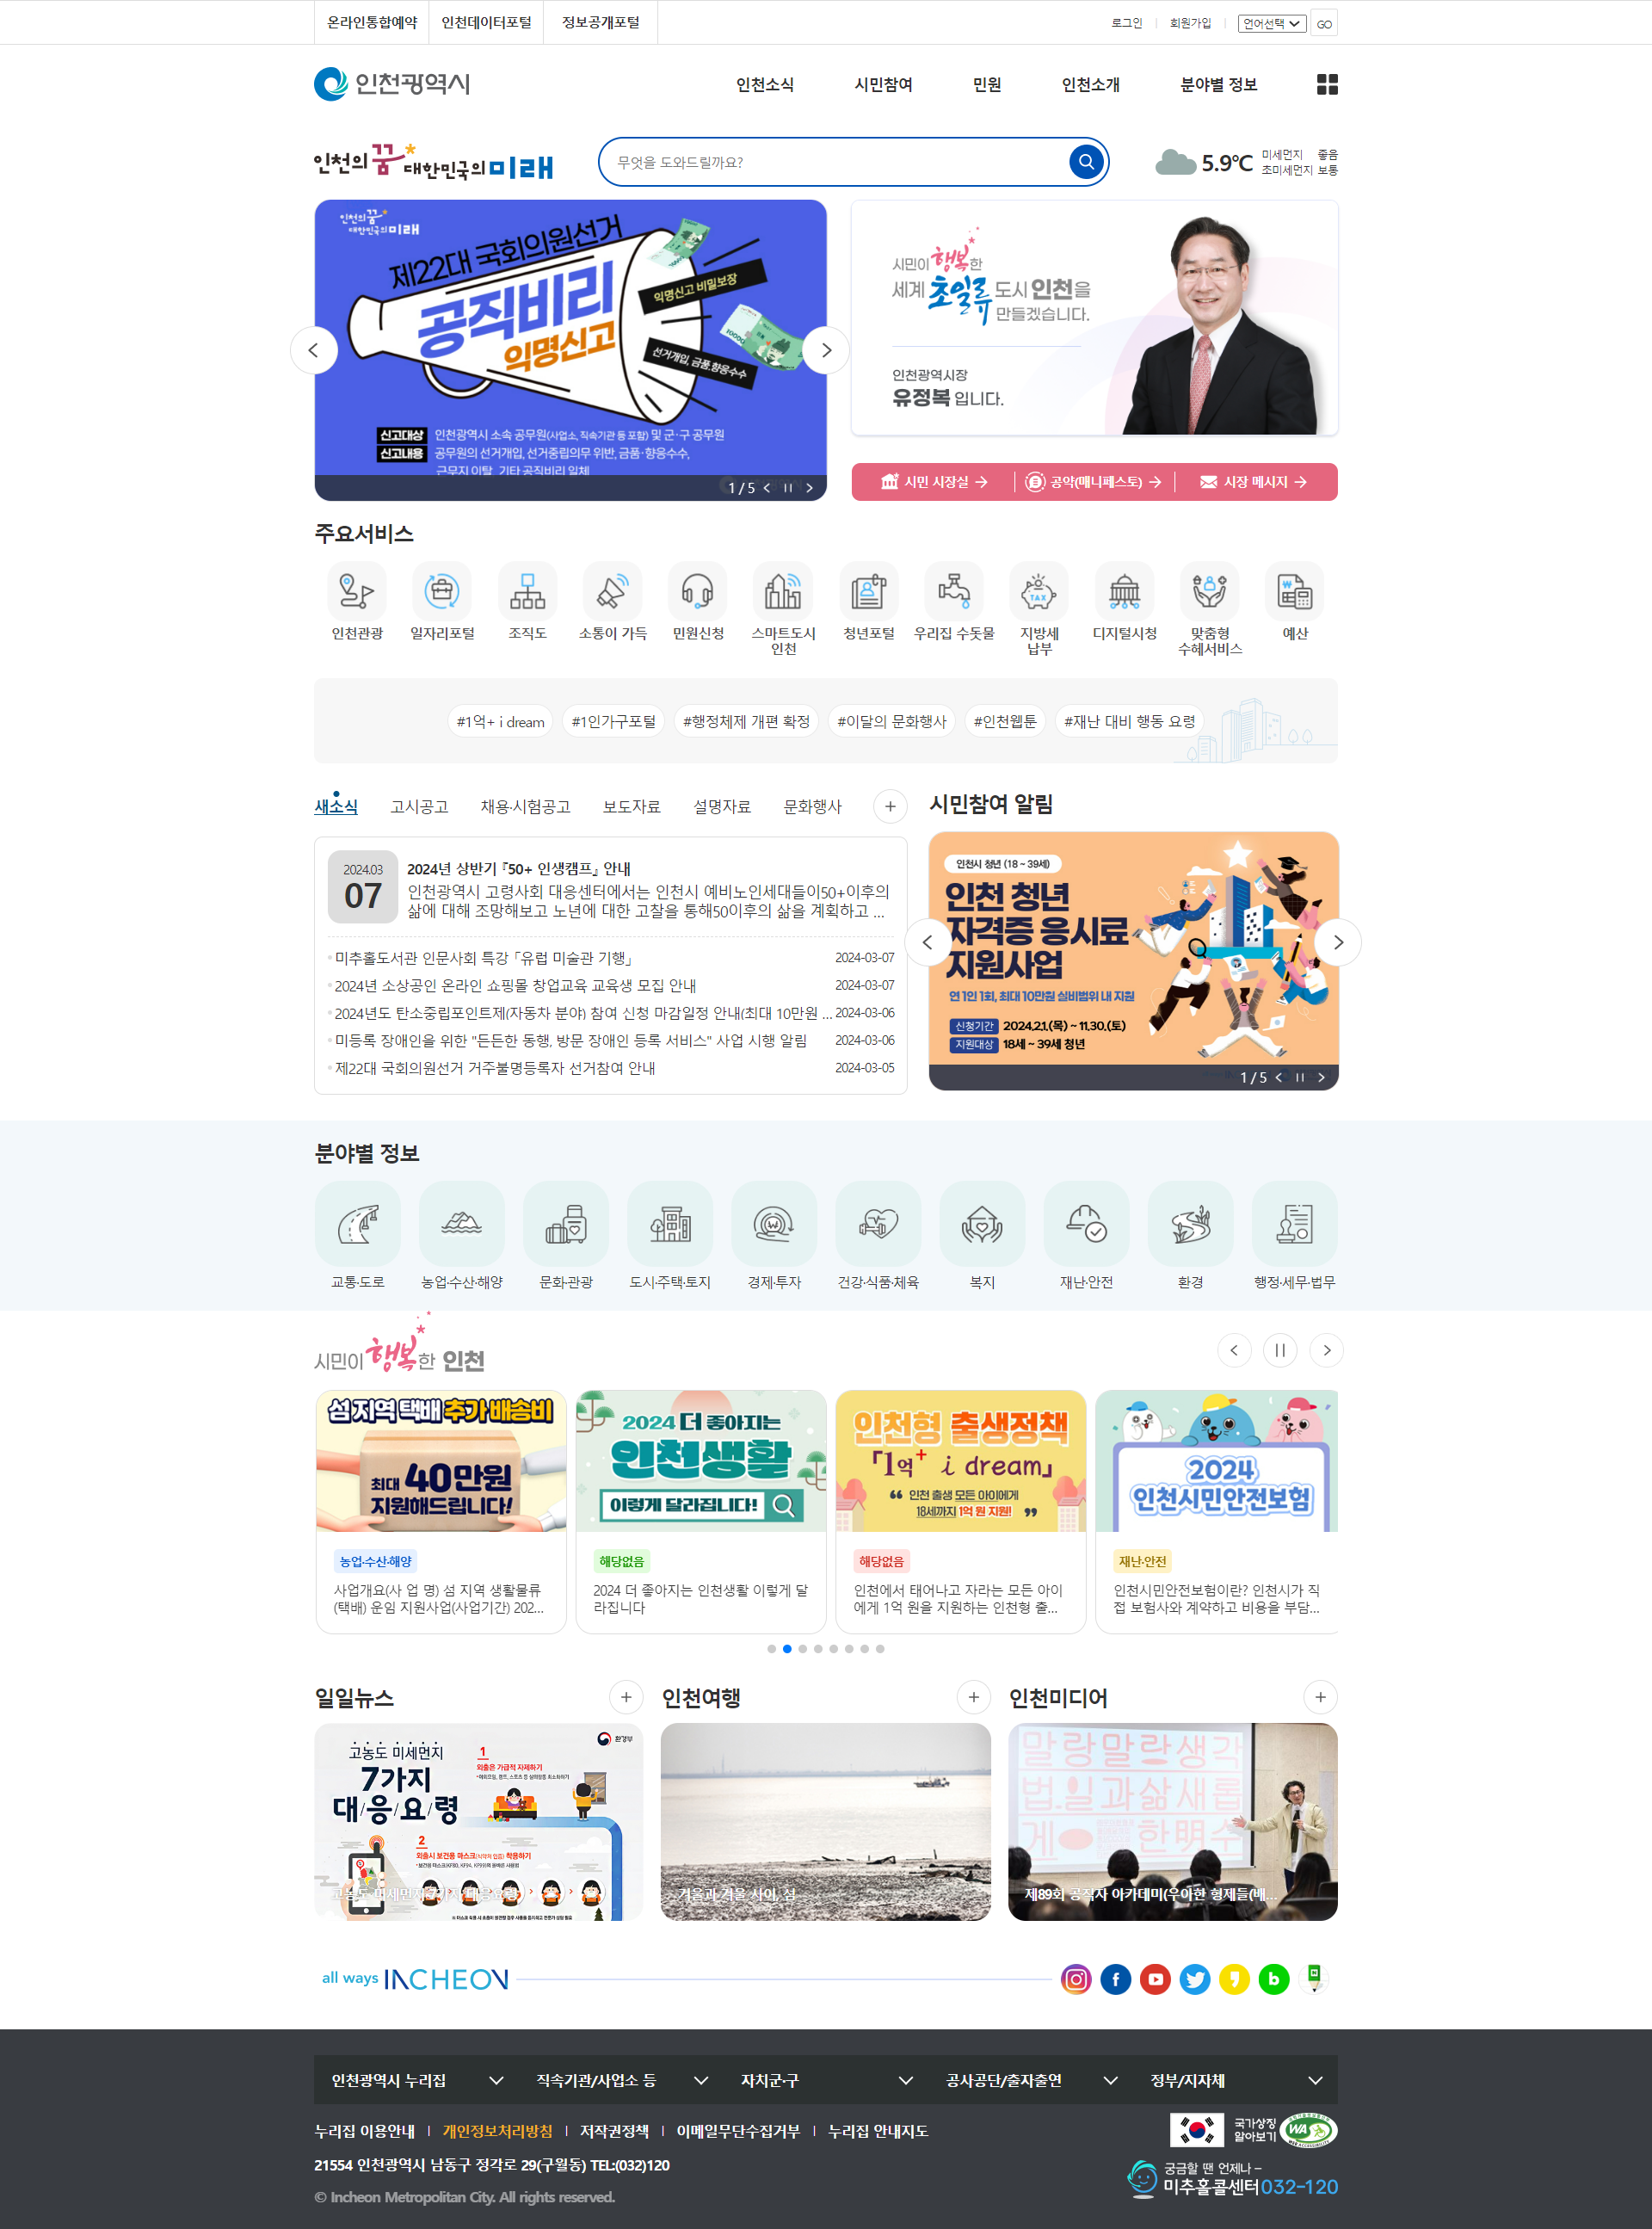 온라인통합예약
인천데이터포털
정보공개포털
로그인
회원가입
언어선택
GO
인천광역시
인천소식
시민참여
민원
인천소개
분야별 정보
인천의 꿈 대한민국의 미래
무엇을 도와드릴까요?
5.9℃
미세먼지 좋음
초미세먼지 보통
인천의 꿈
대한민국의 미래
제22대 국회의원선거
공직비리
익명신고
익명신고 비밀보장
선거개입, 금품,향응수수
신고대상 인천광역시 소속 공무원(사업소, 직속기관 등 포함) 및 군·구 공무원
신고내용 공무원의 선거개입, 선거중립의무 위반, 금품·향응수수,
근무지 이탈, 기타 공직비리 일체
1 / 5
시민이 행복한
세계 초일류 도시 인천을
만들겠습니다.
인천광역시장
유정복 입니다.
시민 시장실
공약(매니페스토)
시장 메시지
주요서비스
인천관광
일자리포털
조직도
소통이 가득
민원신청
스마트도시
인천
청년포털
우리집 수돗물
TAX
지방세
납부
디지털시청
맞춤형
수혜서비스
예산
#1억+ i dream
#1인가구포털
#행정체제 개편 확정
#이달의 문화행사
#인천웹툰
#재난 대비 행동 요령
새소식
고시공고
채용·시험공고
보도자료
설명자료
문화행사
2024.03
07
2024년 상반기 『50+ 인생캠프』 안내
인천광역시 고령사회 대응센터에서는 인천시 예비노인세대들이50+이후의
삶에 대해 조망해보고 노년에 대한 고찰을 통해50이후의 삶을 계획하고 ...
미추홀도서관 인문사회 특강 「유럽 미술관 기행」 2024-03-07
2024년 소상공인 온라인 쇼핑몰 창업교육 교육생 모집 안내 2024-03-07
2024년도 탄소중립포인트제(자동차 분야) 참여 신청 마감일정 안내(최대 10만원 ... 2024-03-06
미등록 장애인을 위한 "든든한 동행, 방문 장애인 등록 서비스" 사업 시행 알림 2024-03-06
제22대 국회의원선거 거주불명등록자 선거참여 안내 2024-03-05
시민참여 알림
인천시 청년 (18 ~ 39세)
인천 청년
자격증 응시료
지원사업
연 1인 1회, 최대 10만원 실비범위 내 지원
신청기간 2024.2.1.(목) ~ 11.30.(토)
지원대상 18세 ~ 39세 청년
1 / 5
분야별 정보
교통·도로
농업·수산·해양
문화·관광
도시·주택·토지
경제·투자
건강·식품·체육
복지
재난·안전
환경
행정·세무·법무
시민이 행복한 인천
섬 지역 택배 추가배송비
최대 40만원
지원해드립니다!
농업·수산·해양
사업개요(사 업 명) 섬 지역 생활물류
(택배) 운임 지원사업(사업기간) 202...
2024 더 좋아지는
인천생활
이렇게 달라집니다!
해당없음
2024 더 좋아지는 인천생활 이렇게 달
라집니다
인천형 출생정책
「1억+ i dream」
인천 출생 모든 아이에게
18세까지 1억 원 지원!
해당없음
인천에서 태어나고 자라는 모든 아이
에게 1억 원을 지원하는 인천형 출...
2024
인천시민안전보험
재난·안전
인천시민안전보험이란? 인천시가 직
접 보험사와 계약하고 비용을 부담...
일일뉴스
환경부
고농도 미세먼지
7가지
대/응/요/령
1
외출은 가급적 자제하기
2
외출시 보건용 마스크(식약처 인증) 착용하기
고농도 미세먼지 7가지 대응요령
인천여행
겨울과 겨울 사이, 섬
인천미디어
말랑말랑생각
법.일과삶새롭
게 한明수
제89회 공직자 아카데미(우아한 형제들(배...
all ways INCHEON
인천광역시 누리집
직속기관/사업소 등
자치군·구
공사공단/출자출연
정부/지자체
누리집 이용안내
개인정보처리방침
저작권정책
이메일무단수집거부
누리집 안내지도
국가상징
알아보기
WA
WEB ACCESSIBILITY
21554 인천광역시 남동구 정각로 29(구월동) TEL:(032)120
궁금할 땐 언제나 -
미추홀콜센터 032-120
© Incheon Metropolitan City. All rights reserved.